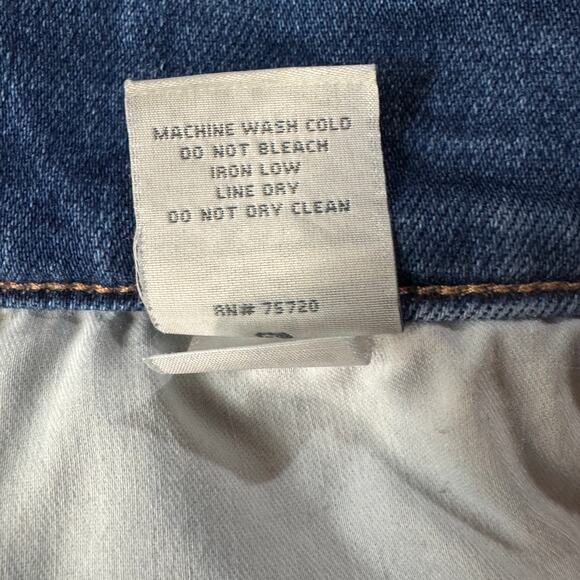 MACHINE WASH COLD
DO NOT BLEACH
IRON LOW
LINE DRY
DO NOT DRY CLEAN
RN# 75720